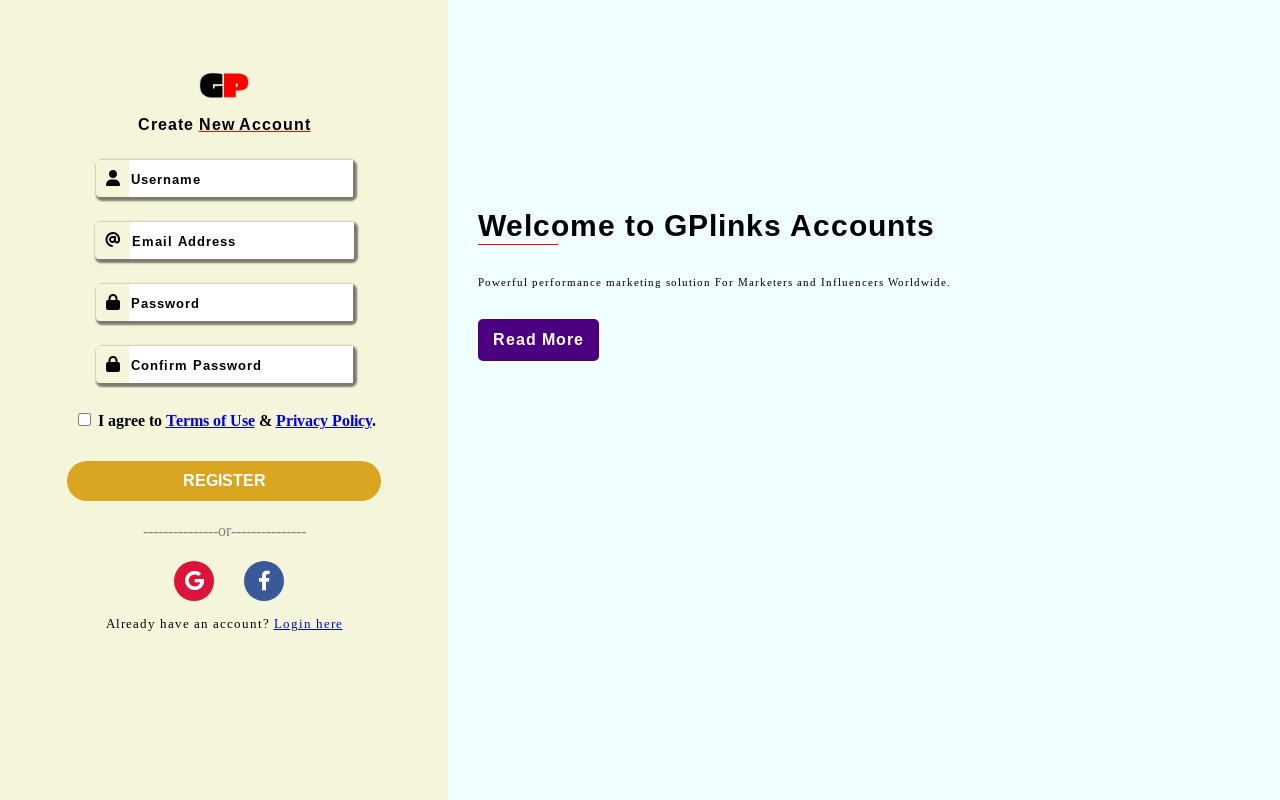 GP
Create New Account
Username
Email Address
Password
Confirm Password
I agree to Terms of Use & Privacy Policy.
REGISTER
---------------or---------------
Already have an account? Login here
Welcome to GPlinks Accounts
Powerful performance marketing solution For Marketers and Influencers Worldwide.
Read More